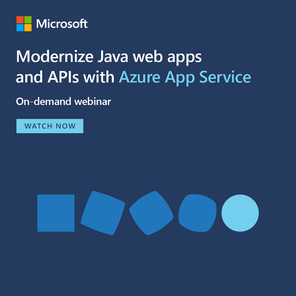 Microsoft
Modernize Java web apps
and APIs with Azure App Service
On-demand webinar
WATCH NOW